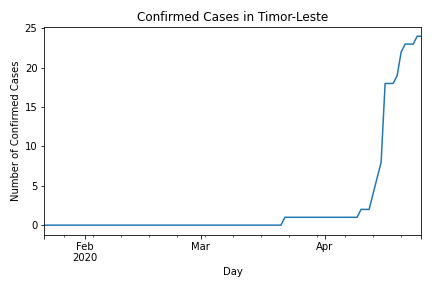 Confirmed Cases in Timor-Leste
25
20
15
10
5
0
Number of Confirmed Cases
Feb
2020
Mar
Apr
Day